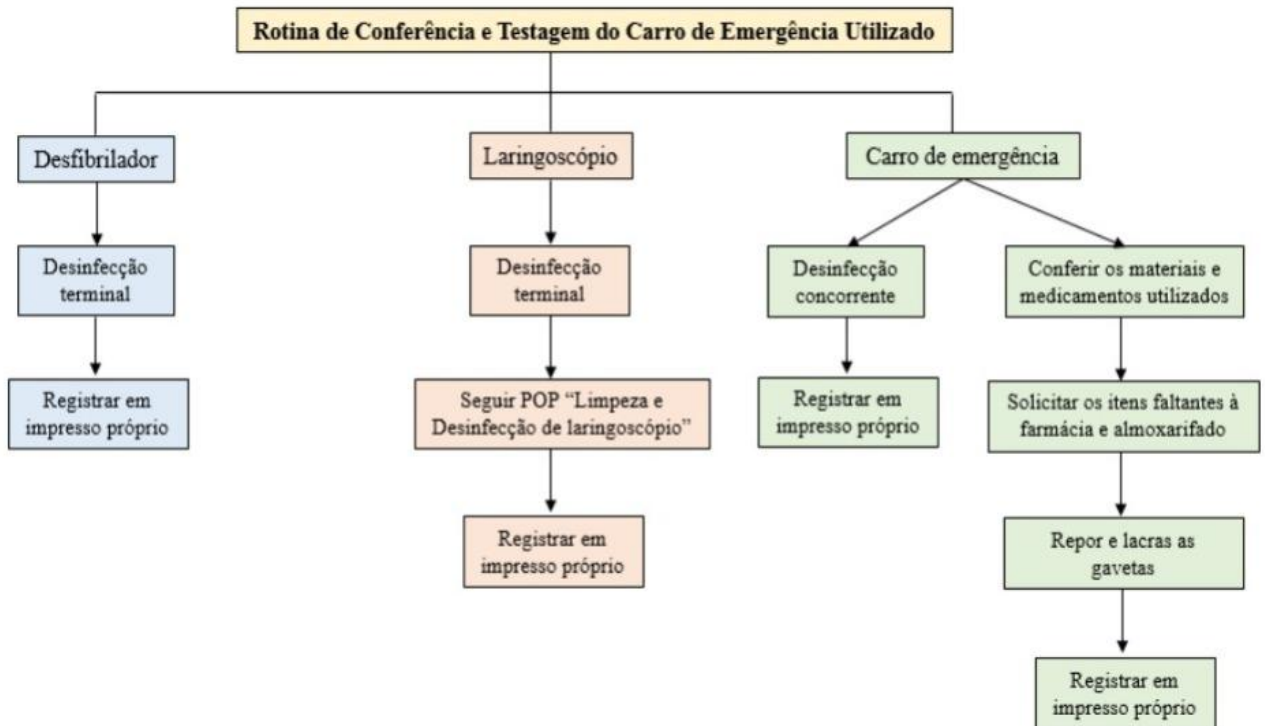 Rotina de Conferência e Testagem do Carro de Emergência Utilizado
Desfibrilador
Laringoscópio
Carro de emergência
Desinfecção
terminal
Desinfecção
terminal
Desinfecção
concorrente
Conferir os materiais e
medicamentos utilizados
Registrar em
impresso próprio
Seguir POP “Limpeza e
Desinfecção de laringoscópio”
Registrar em
impresso próprio
Solicitar os itens faltantes à
farmácia e almoxarifado
Registrar em
impresso próprio
Repor e lacras as
gavetas
Registrar em
impresso próprio